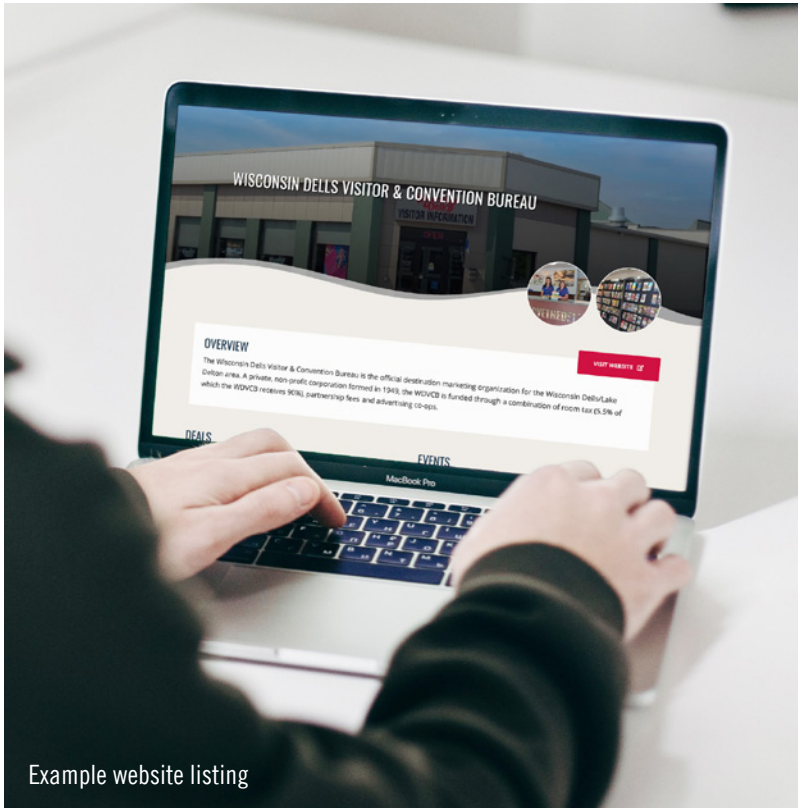 WISCONSIN DELLS VISITOR & CONVENTION BUREAU
VISITOR INFORMATION
OVERVIEW
VISIT WEBSITE
The Wisconsin Dells Visitor & Convention Bureau is the official destination marketing organization for the Wisconsin Dells/Lake
Delton area. A private, non-profit corporation formed in 1949, the WDVCB is funded through a combination of room tax (5.5% of
which the WDVCB receives 90%), partnership fees and advertising co-ops.
DEALS
EVENTS
MacBook Pro
Example website listing